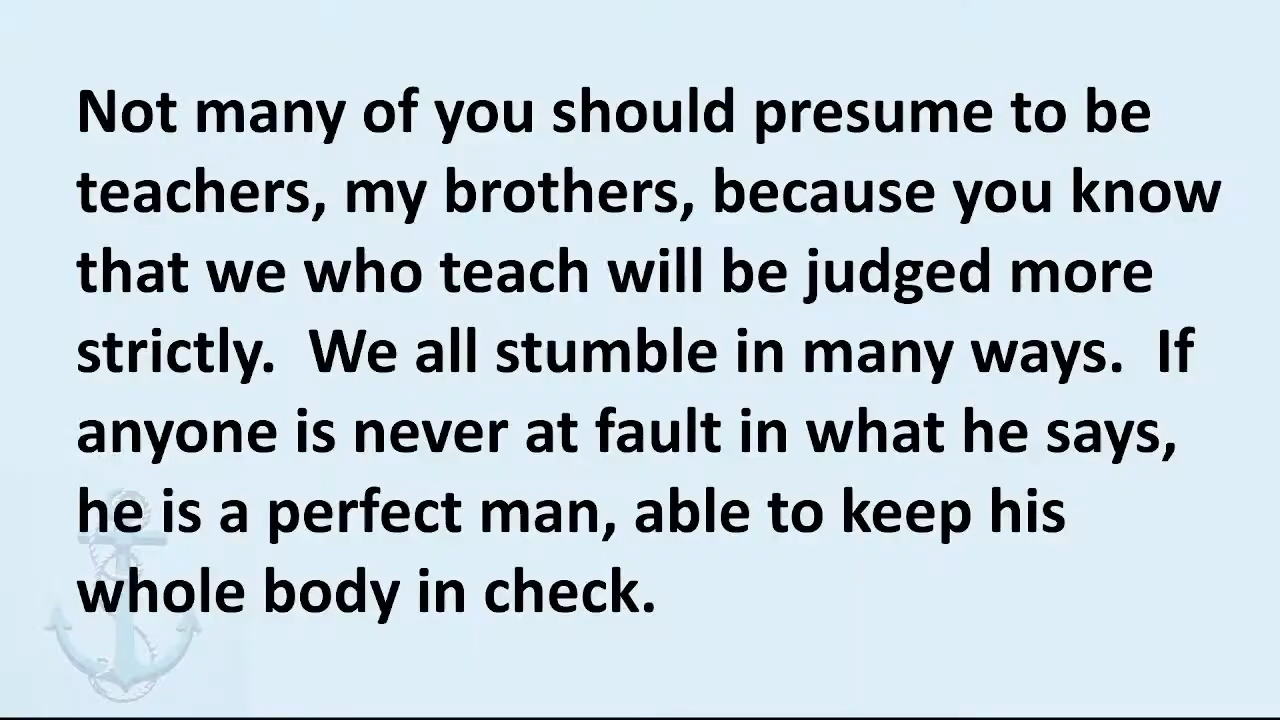 Not many of you should presume to be
teachers, my brothers, because you know
that we who teach will be judged more
strictly.  We all stumble in many ways.  If
anyone is never at fault in what he says,
he is a perfect man, able to keep his
whole body in check.